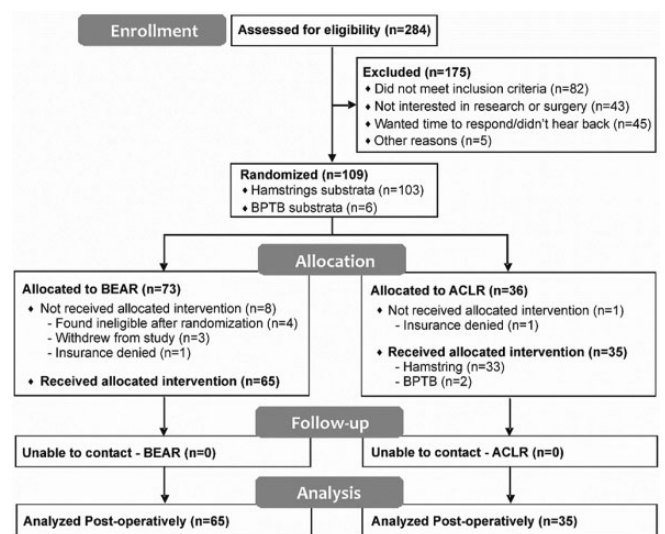 Enrollment
Assessed for eligibility (n=284)
Excluded (n=175)
♦ Did not meet inclusion criteria (n=82)
♦ Not interested in research or surgery (n=43)
♦ Wanted time to respond/didn't hear back (n=45)
♦ Other reasons (n=5)
Randomized (n=109)
♦ Hamstrings substrata (n=103)
♦ BPTB substrata (n=6)
Allocation
Allocated to BEAR (n=73)
♦ Not received allocated intervention (n=8)
- Found ineligible after randomization (n=4)
- Withdrew from study (n=3)
- Insurance denied (n=1)
♦ Received allocated intervention (n=65)
Allocated to ACLR (n=36)
♦ Not received allocated intervention (n=1)
- Insurance denied (n=1)
♦ Received allocated intervention (n=35)
- Hamstring (n=33)
- BPTB (n=2)
Follow-up
Unable to contact - BEAR (n=0)
Unable to contact - ACLR (n=0)
Analysis
Analyzed Post-operatively (n=65)
Analyzed Post-operatively (n=35)